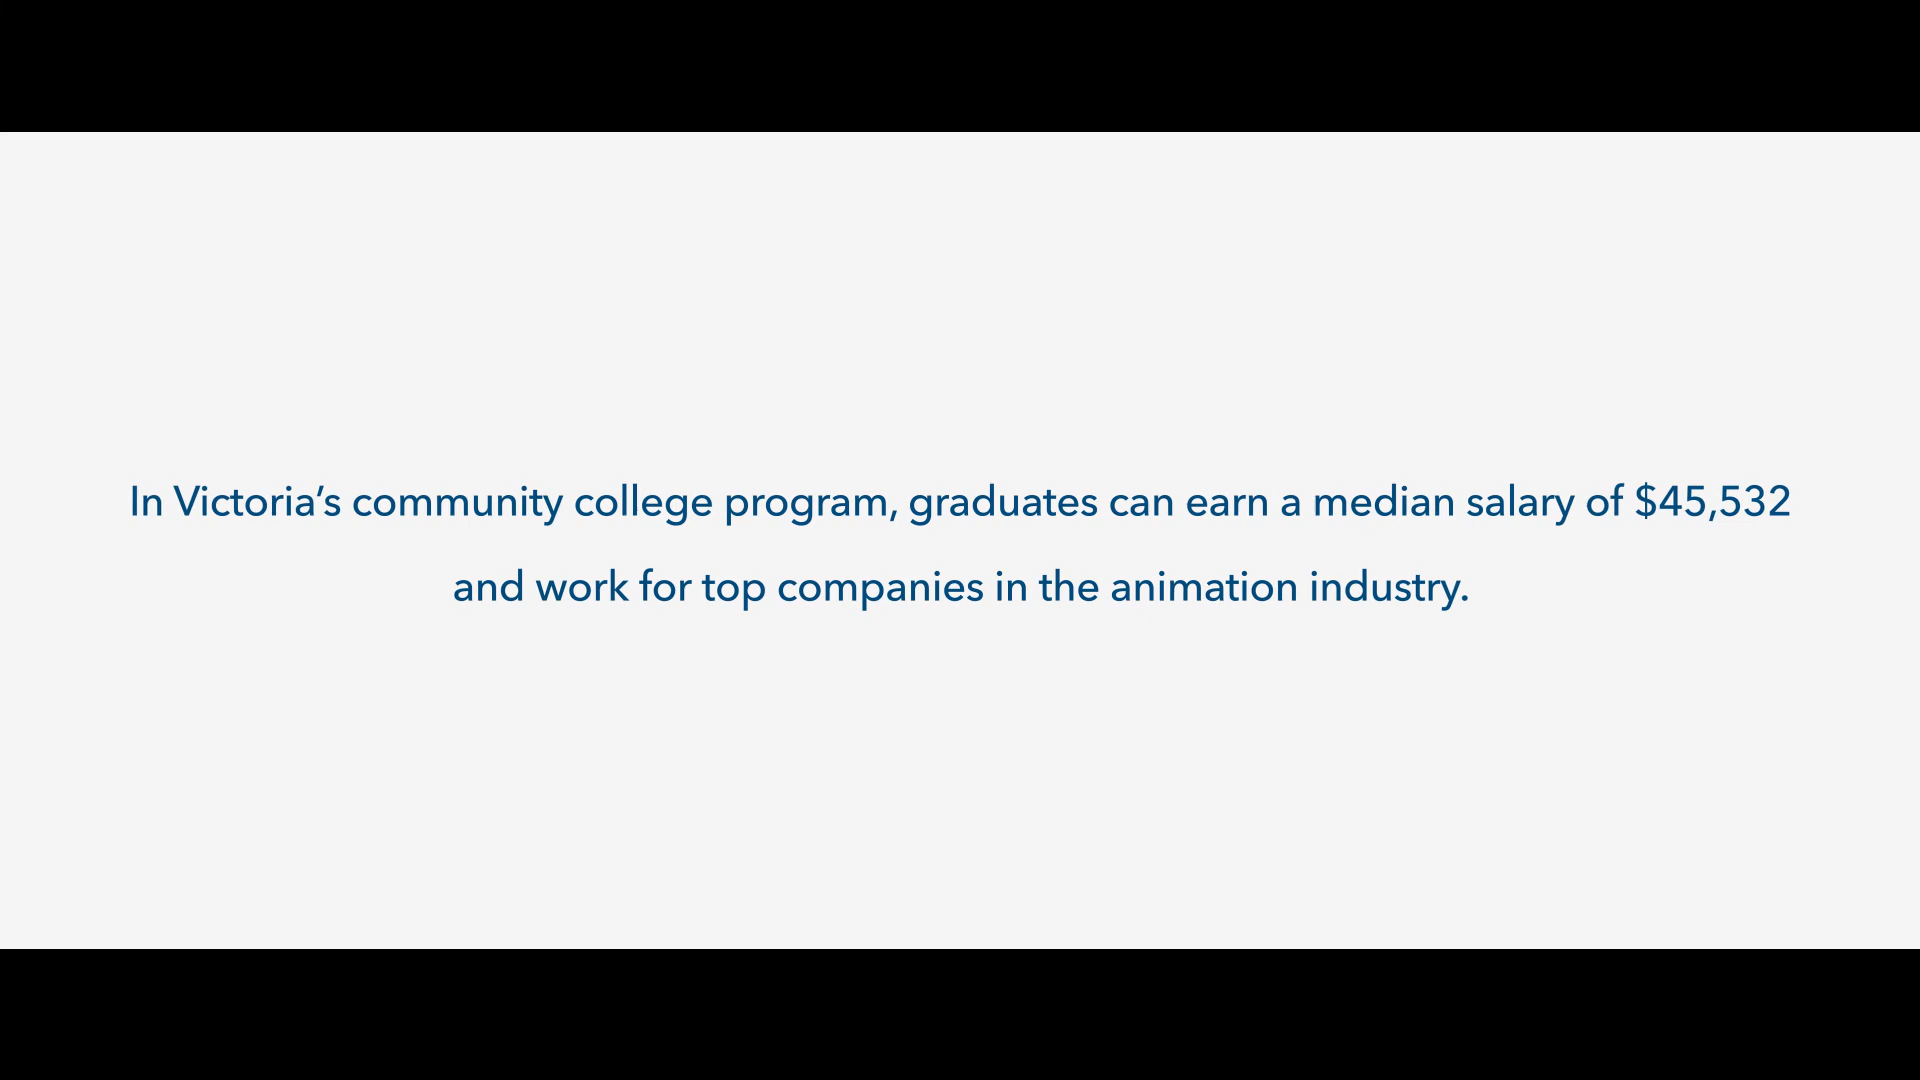 In Victoria’s community college program, graduates can earn a median salary of $45,532
and work for top companies in the animation industry.